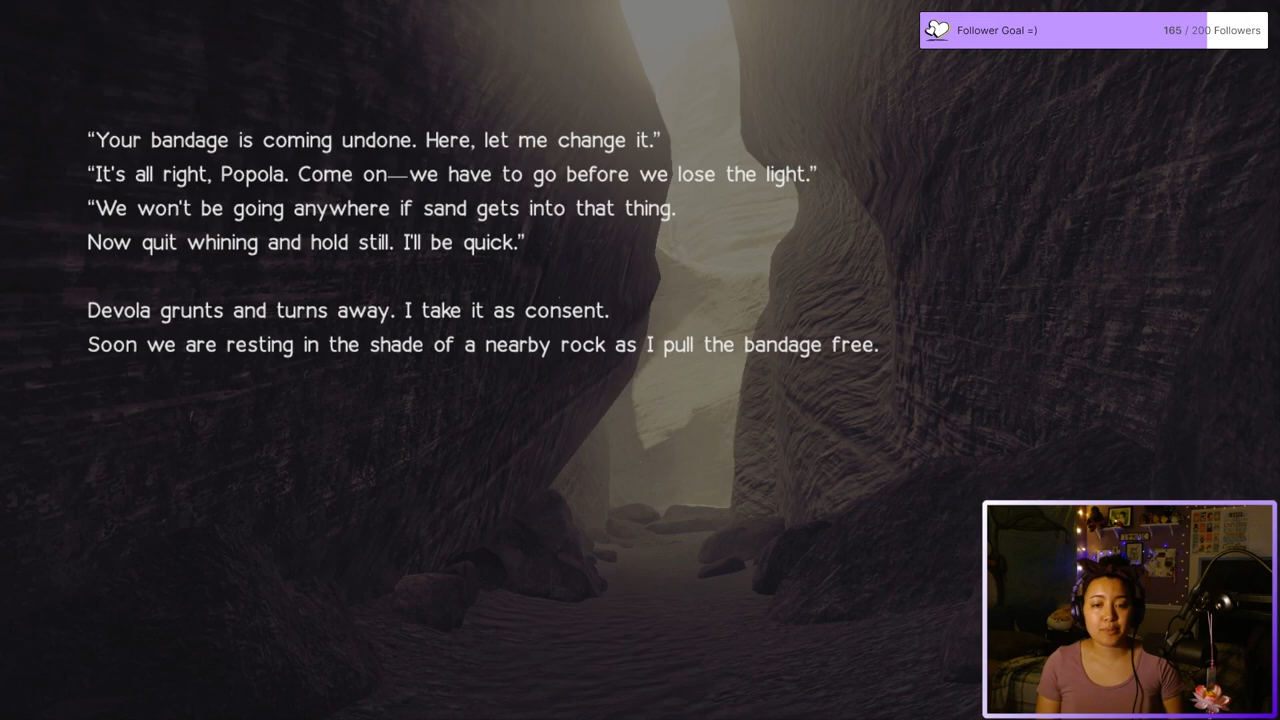 Follower Goal =)
165 / 200 Followers
“Your bandage is coming undone. Here, let me change it.”
“It's all right, Popola. Come on—we have to go before we lose the light.”
“We won't be going anywhere if sand gets into that thing.
Now quit whining and hold still. I'll be quick.”
Devola grunts and turns away. I take it as consent.
Soon we are resting in the shade of a nearby rock as I pull the bandage free.